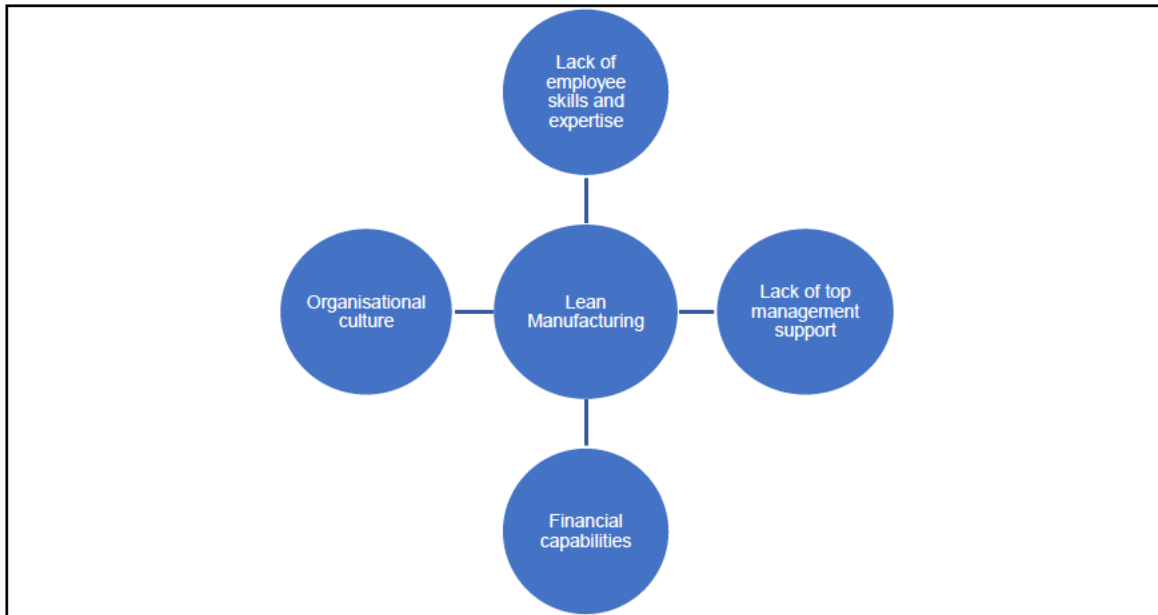 Lack of
employee
skills and
expertise
Organisational
culture
Lean
Manufacturing
Lack of top
management
support
Financial
capabilities